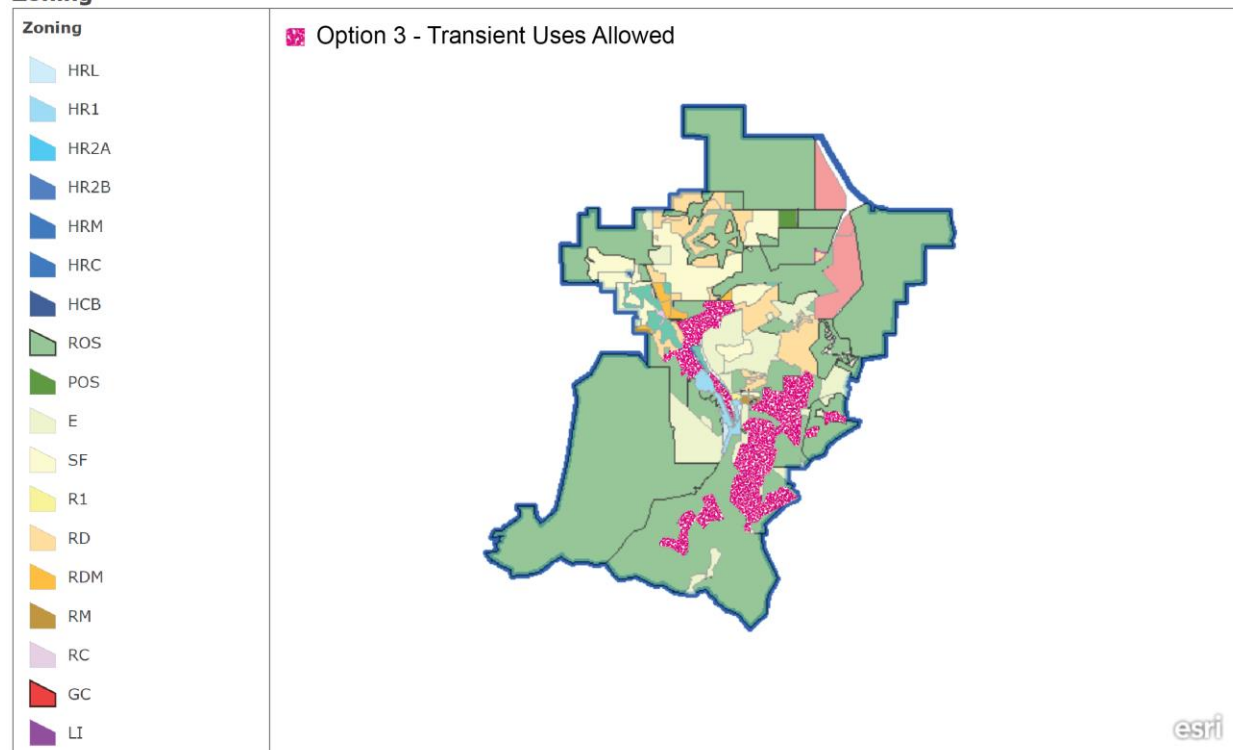 Zoning
Zoning
Option 3 - Transient Uses Allowed
HRL
HR1
HR2A
HR2B
HRM
HRC
HCB
ROS
POS
E
SF
R1
RD
RDM
RM
RC
GC
LI
esri